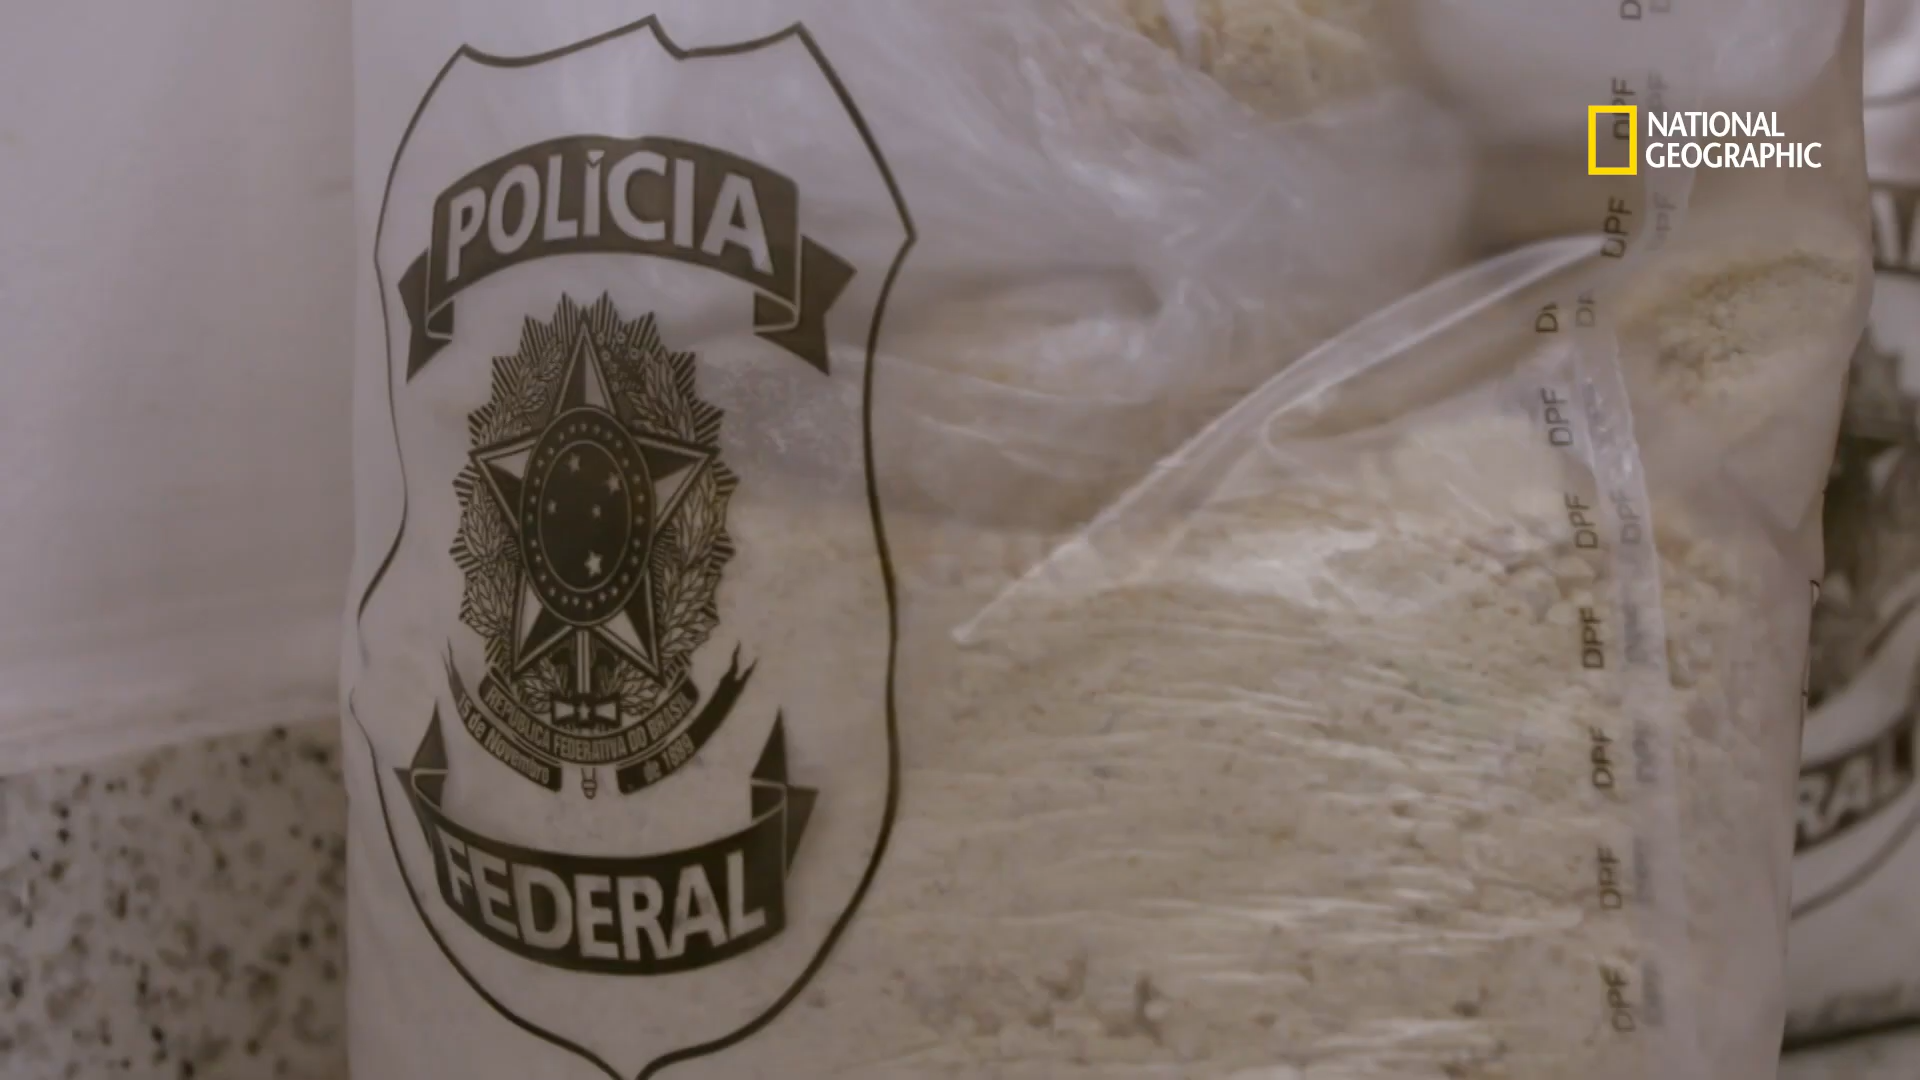 POLÍCIA
REPÚBLICA FEDERATIVA DO BRASIL
15 de Novembro de 1889
FEDERAL
NATIONAL
GEOGRAPHIC
DPF
DPF
DPF
DPF
DPF
DPF
DPF
DPF